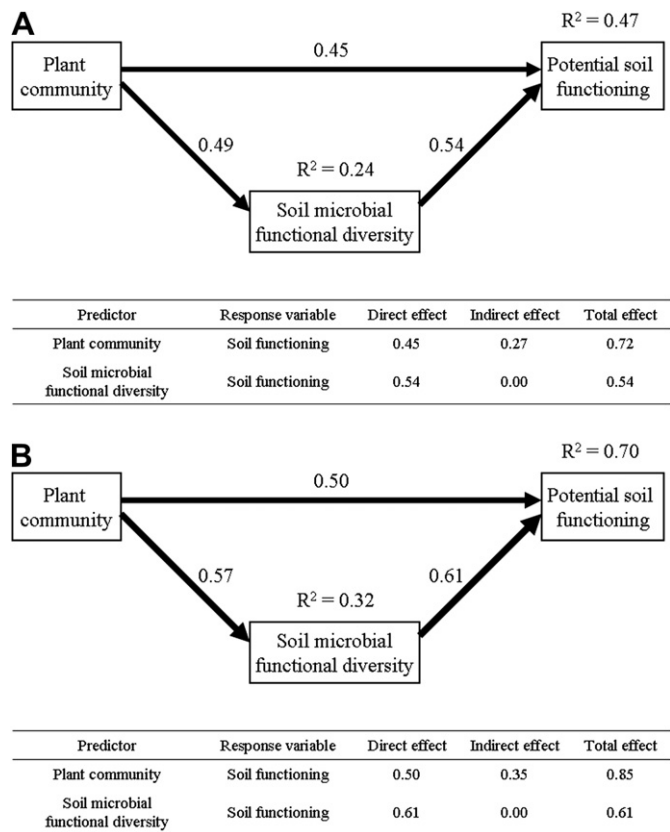 A
R² = 0.47
Plant
community
0.45
Potential soil
functioning
0.49
0.54
R² = 0.24
Soil microbial
functional diversity
Predictor Response variable Direct effect Indirect effect Total effect
Plant community Soil functioning 0.45 0.27 0.72
Soil microbial
functional diversity Soil functioning 0.54 0.00 0.54
B
R² = 0.70
Plant
community
0.50
Potential soil
functioning
0.57
0.61
R² = 0.32
Soil microbial
functional diversity
Predictor Response variable Direct effect Indirect effect Total effect
Plant community Soil functioning 0.50 0.35 0.85
Soil microbial
functional diversity Soil functioning 0.61 0.00 0.61